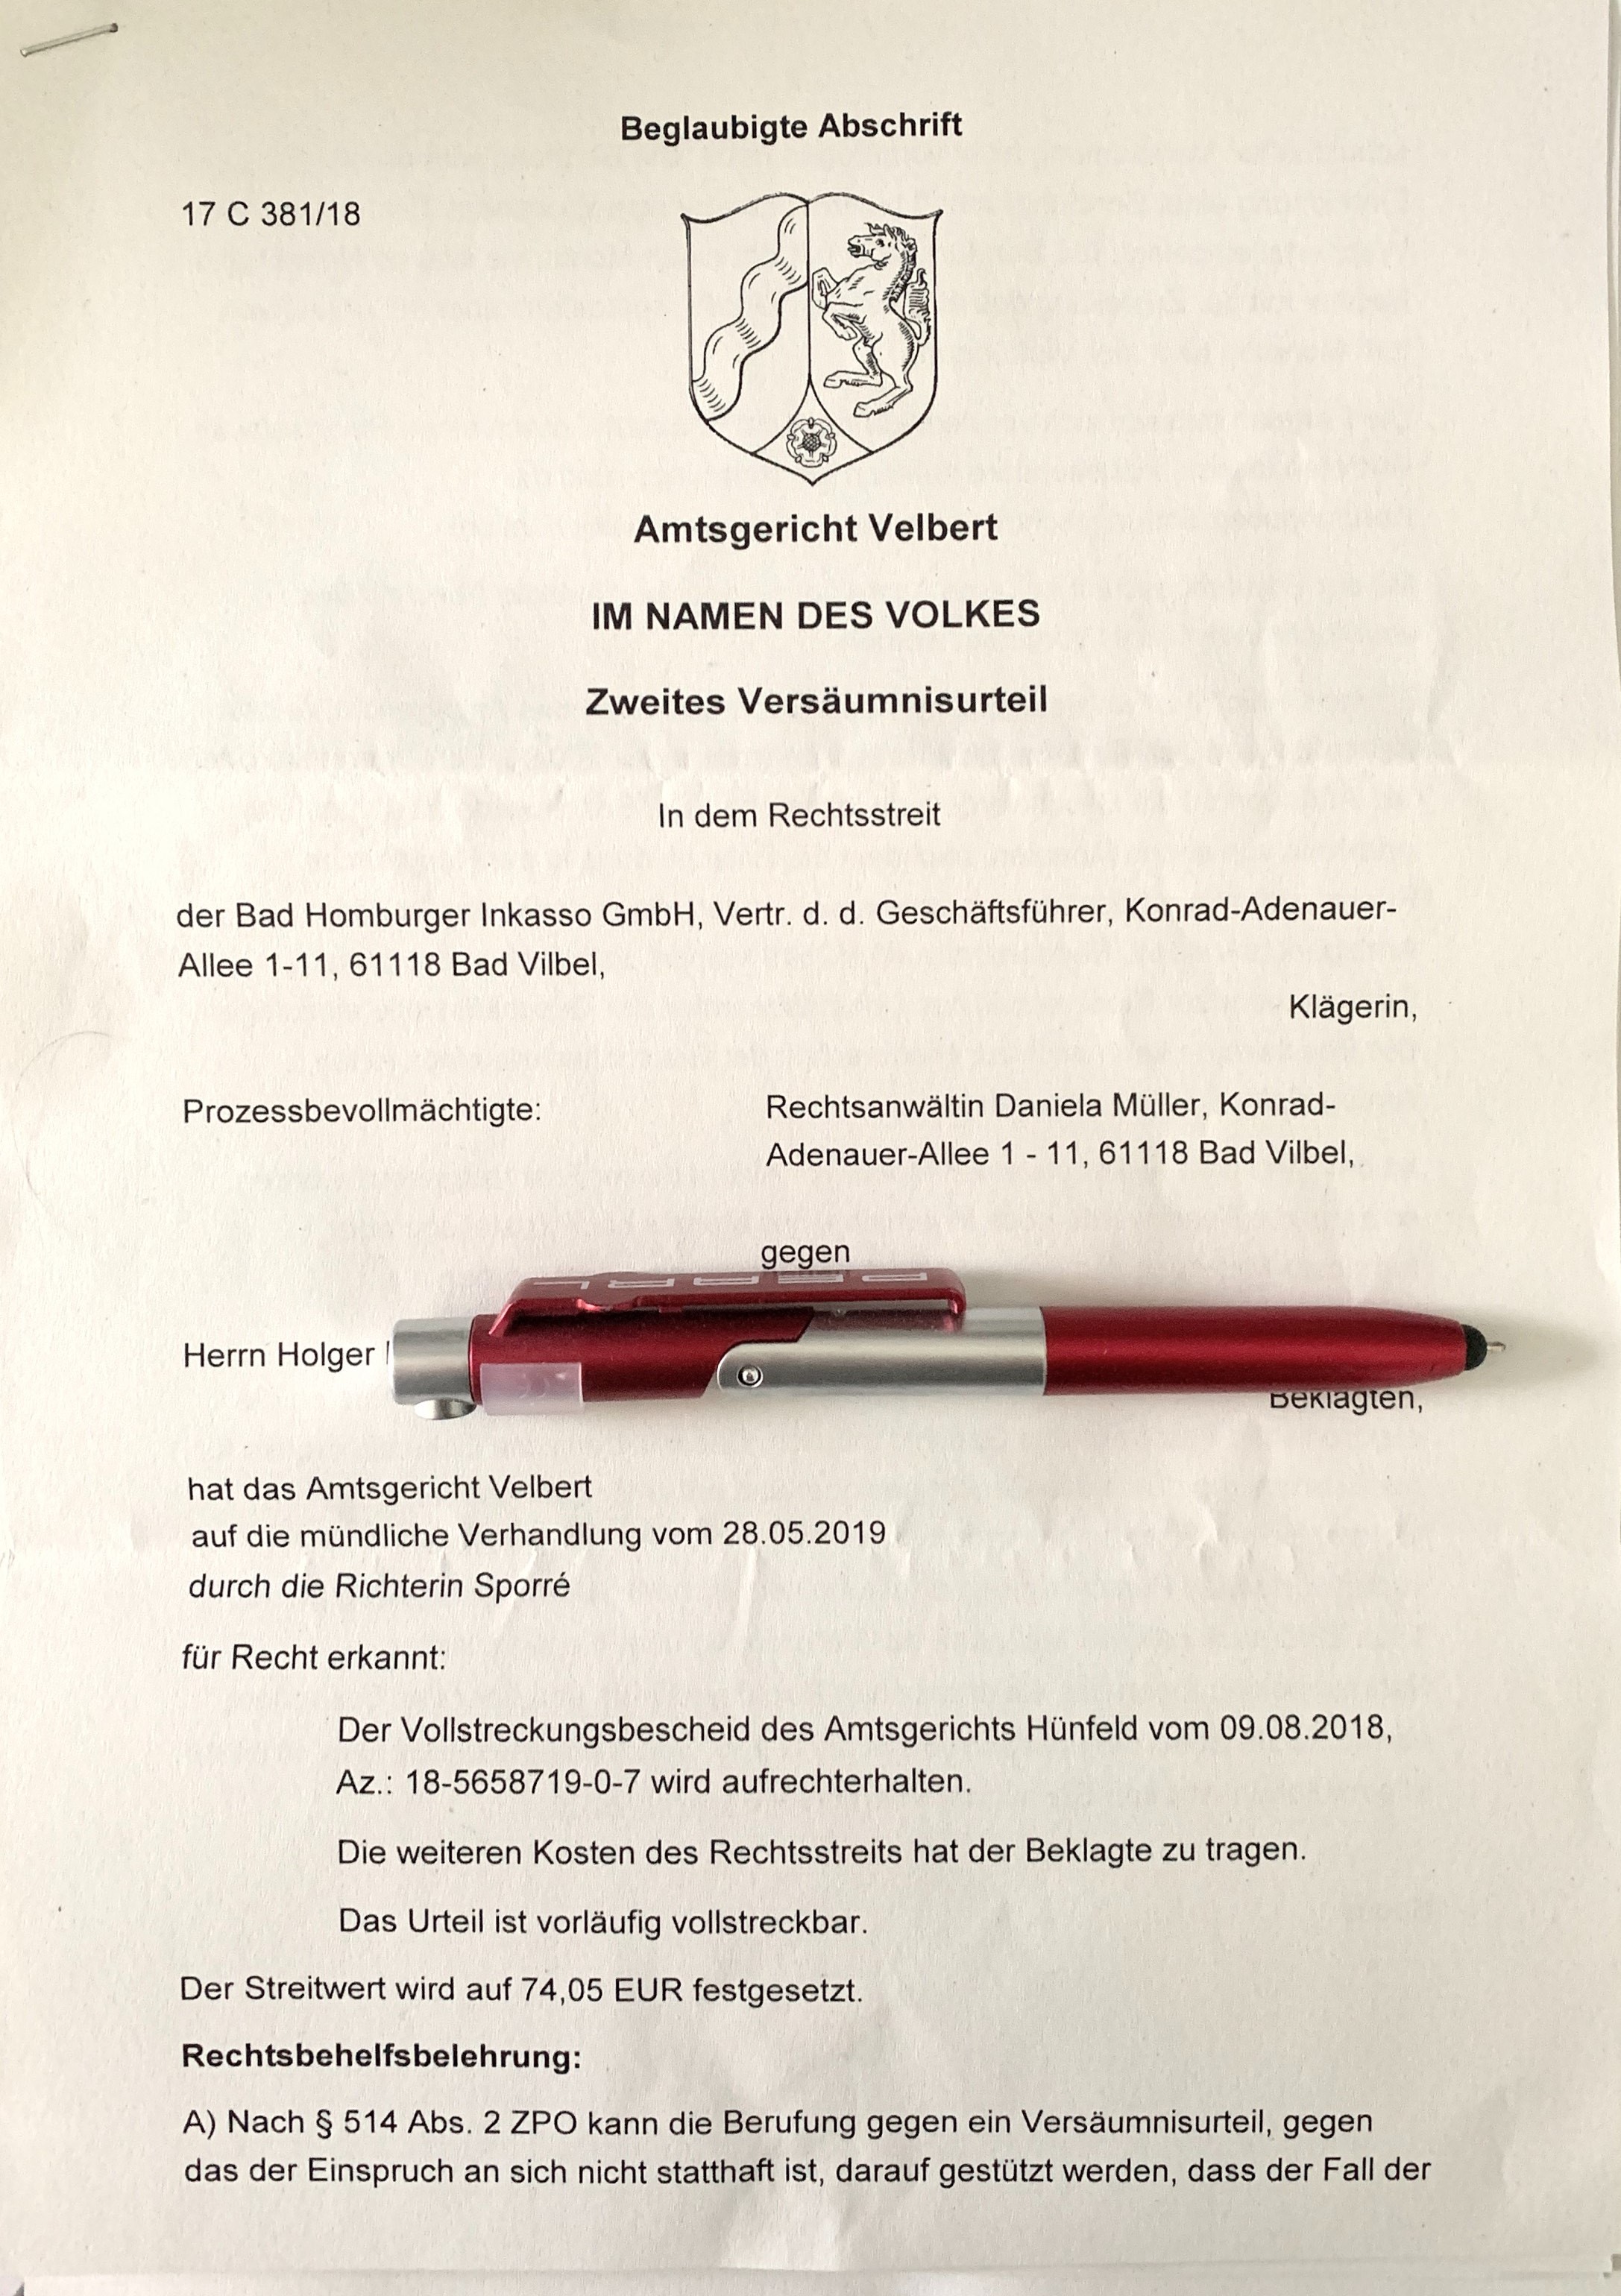 Beglaubigte Abschrift
17 C 381/18
Amtsgericht Velbert
IM NAMEN DES VOLKES
Zweites Versäumnisurteil
In dem Rechtsstreit
der Bad Homburger Inkasso GmbH, Vertr. d. d. Geschäftsführer, Konrad-Adenauer-
Allee 1-11, 61118 Bad Vilbel,
Klägerin,
Prozessbevollmächtigte:
Rechtsanwältin Daniela Müller, Konrad-
Adenauer-Allee 1 - 11, 61118 Bad Vilbel,
gegen
PEARL
Herrn Holger
Beklagten,
hat das Amtsgericht Velbert
auf die mündliche Verhandlung vom 28.05.2019
durch die Richterin Sporré
für Recht erkannt:
Der Vollstreckungsbescheid des Amtsgerichts Hünfeld vom 09.08.2018,
Az.: 18-5658719-0-7 wird aufrechterhalten.
Die weiteren Kosten des Rechtsstreits hat der Beklagte zu tragen.
Das Urteil ist vorläufig vollstreckbar.
Der Streitwert wird auf 74,05 EUR festgesetzt.
Rechtsbehelfsbelehrung:
A) Nach § 514 Abs. 2 ZPO kann die Berufung gegen ein Versäumnisurteil, gegen
das der Einspruch an sich nicht statthaft ist, darauf gestützt werden, dass der Fall der